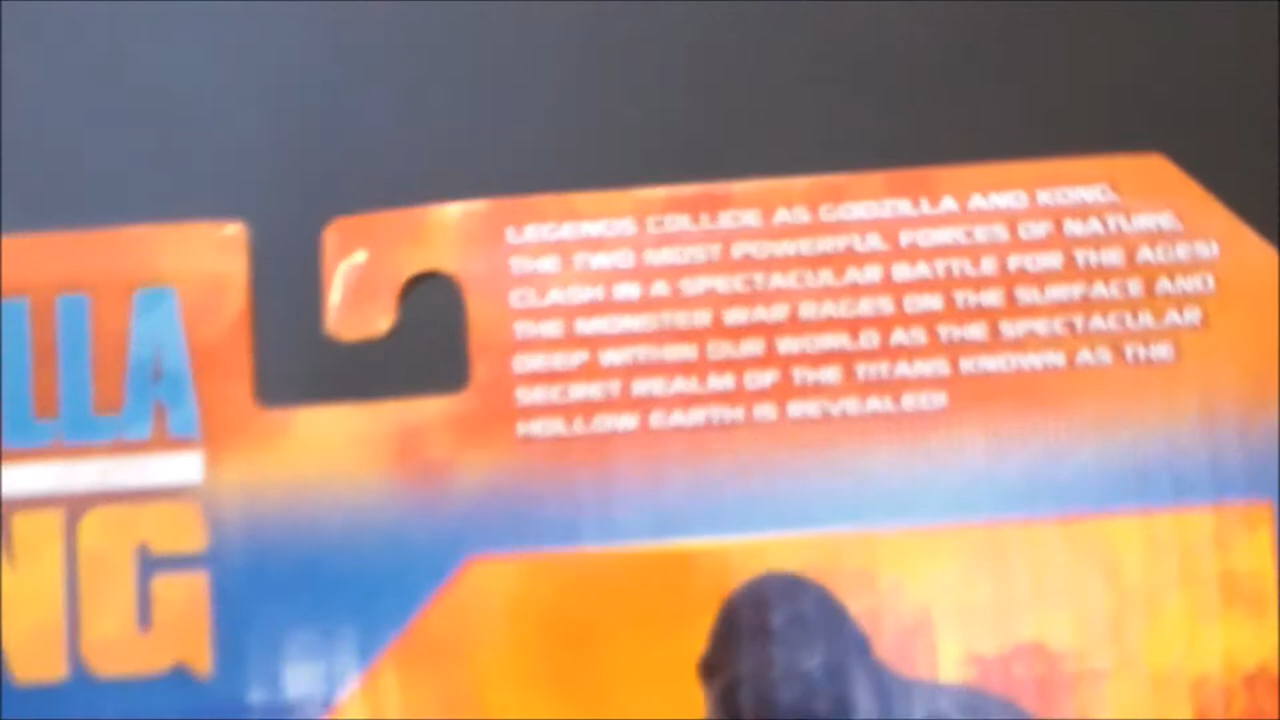 LLA
NG
LEGENDS COLLIDE AS GODZILLA AND KONG,
THE TWO MOST POWERFUL FORCES OF NATURE,
CLASH IN A SPECTACULAR BATTLE FOR THE AGES!
THE MONSTER WAR RAGES ON THE SURFACE AND
DEEP WITHIN OUR WORLD AS THE SPECTACULAR
SECRET REALM OF THE TITANS KNOWN AS THE
HOLLOW EARTH IS REVEALED!